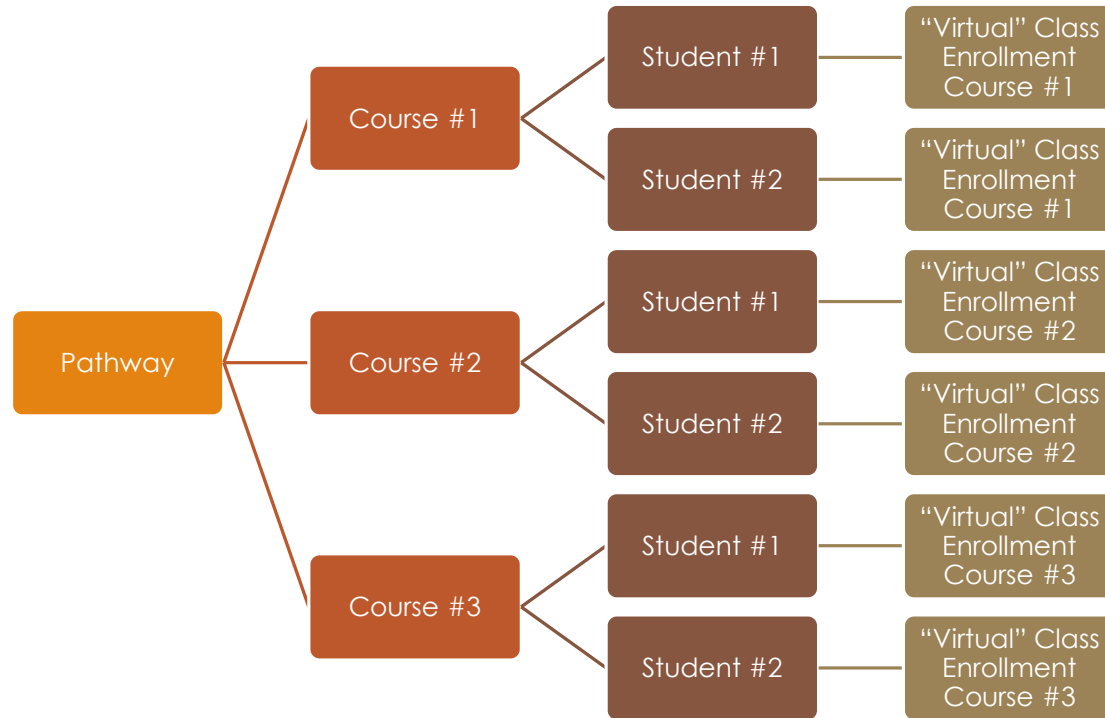 Pathway
Course #1
Student #1
“Virtual” Class
Enrollment
Course #1
Student #2
“Virtual” Class
Enrollment
Course #1
Course #2
Student #1
“Virtual” Class
Enrollment
Course #2
Student #2
“Virtual” Class
Enrollment
Course #2
Course #3
Student #1
“Virtual” Class
Enrollment
Course #3
Student #2
“Virtual” Class
Enrollment
Course #3